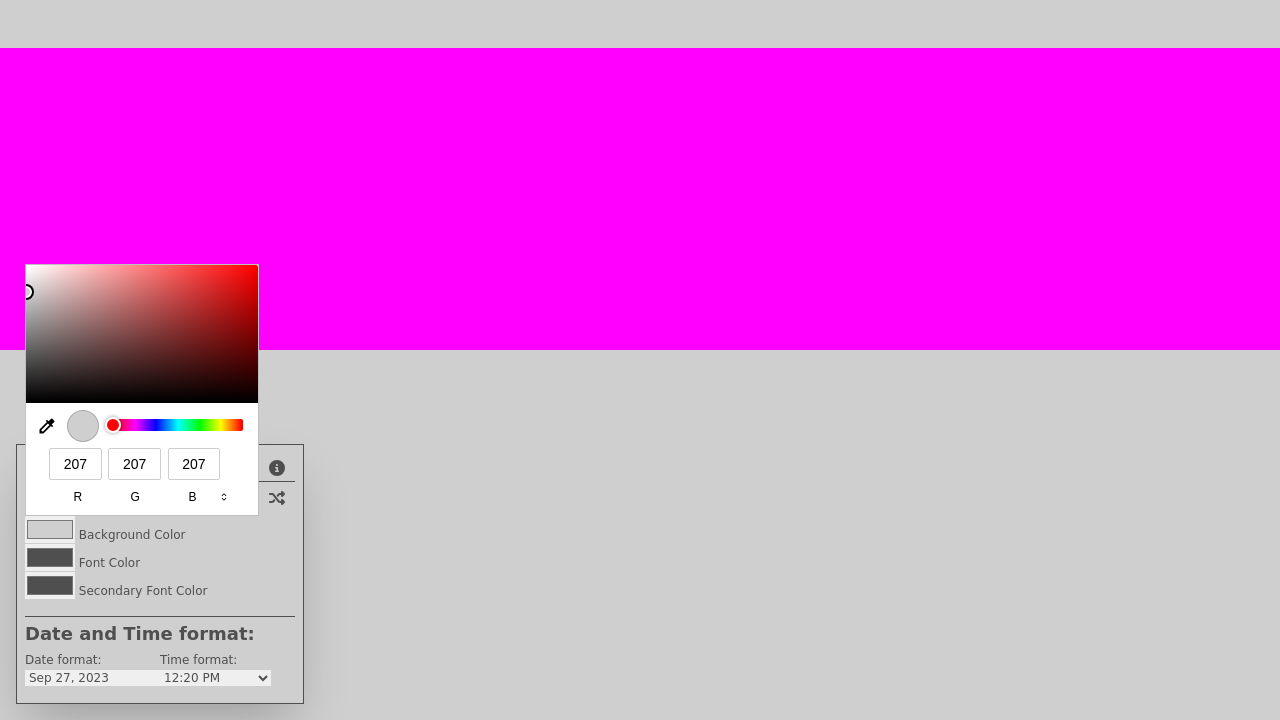 207 207 207
R G B
Background Color
Font Color
Secondary Font Color
Date and Time format:
Date format: Time format:
Sep 27, 2023 12:20 PM